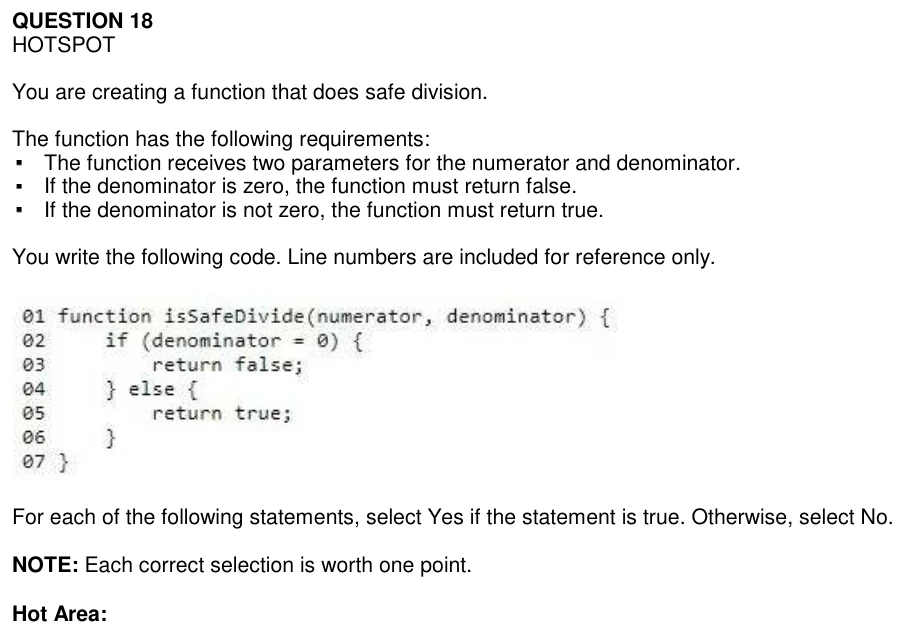 QUESTION 18
HOTSPOT
You are creating a function that does safe division.
The function has the following requirements:
▪ The function receives two parameters for the numerator and denominator.
▪ If the denominator is zero, the function must return false.
▪ If the denominator is not zero, the function must return true.
You write the following code. Line numbers are included for reference only.
01 function isSafeDivide(numerator, denominator) {
02     if (denominator = 0) {
03         return false;
04     } else {
05         return true;
06     }
07 }
For each of the following statements, select Yes if the statement is true. Otherwise, select No.
NOTE: Each correct selection is worth one point.
Hot Area: